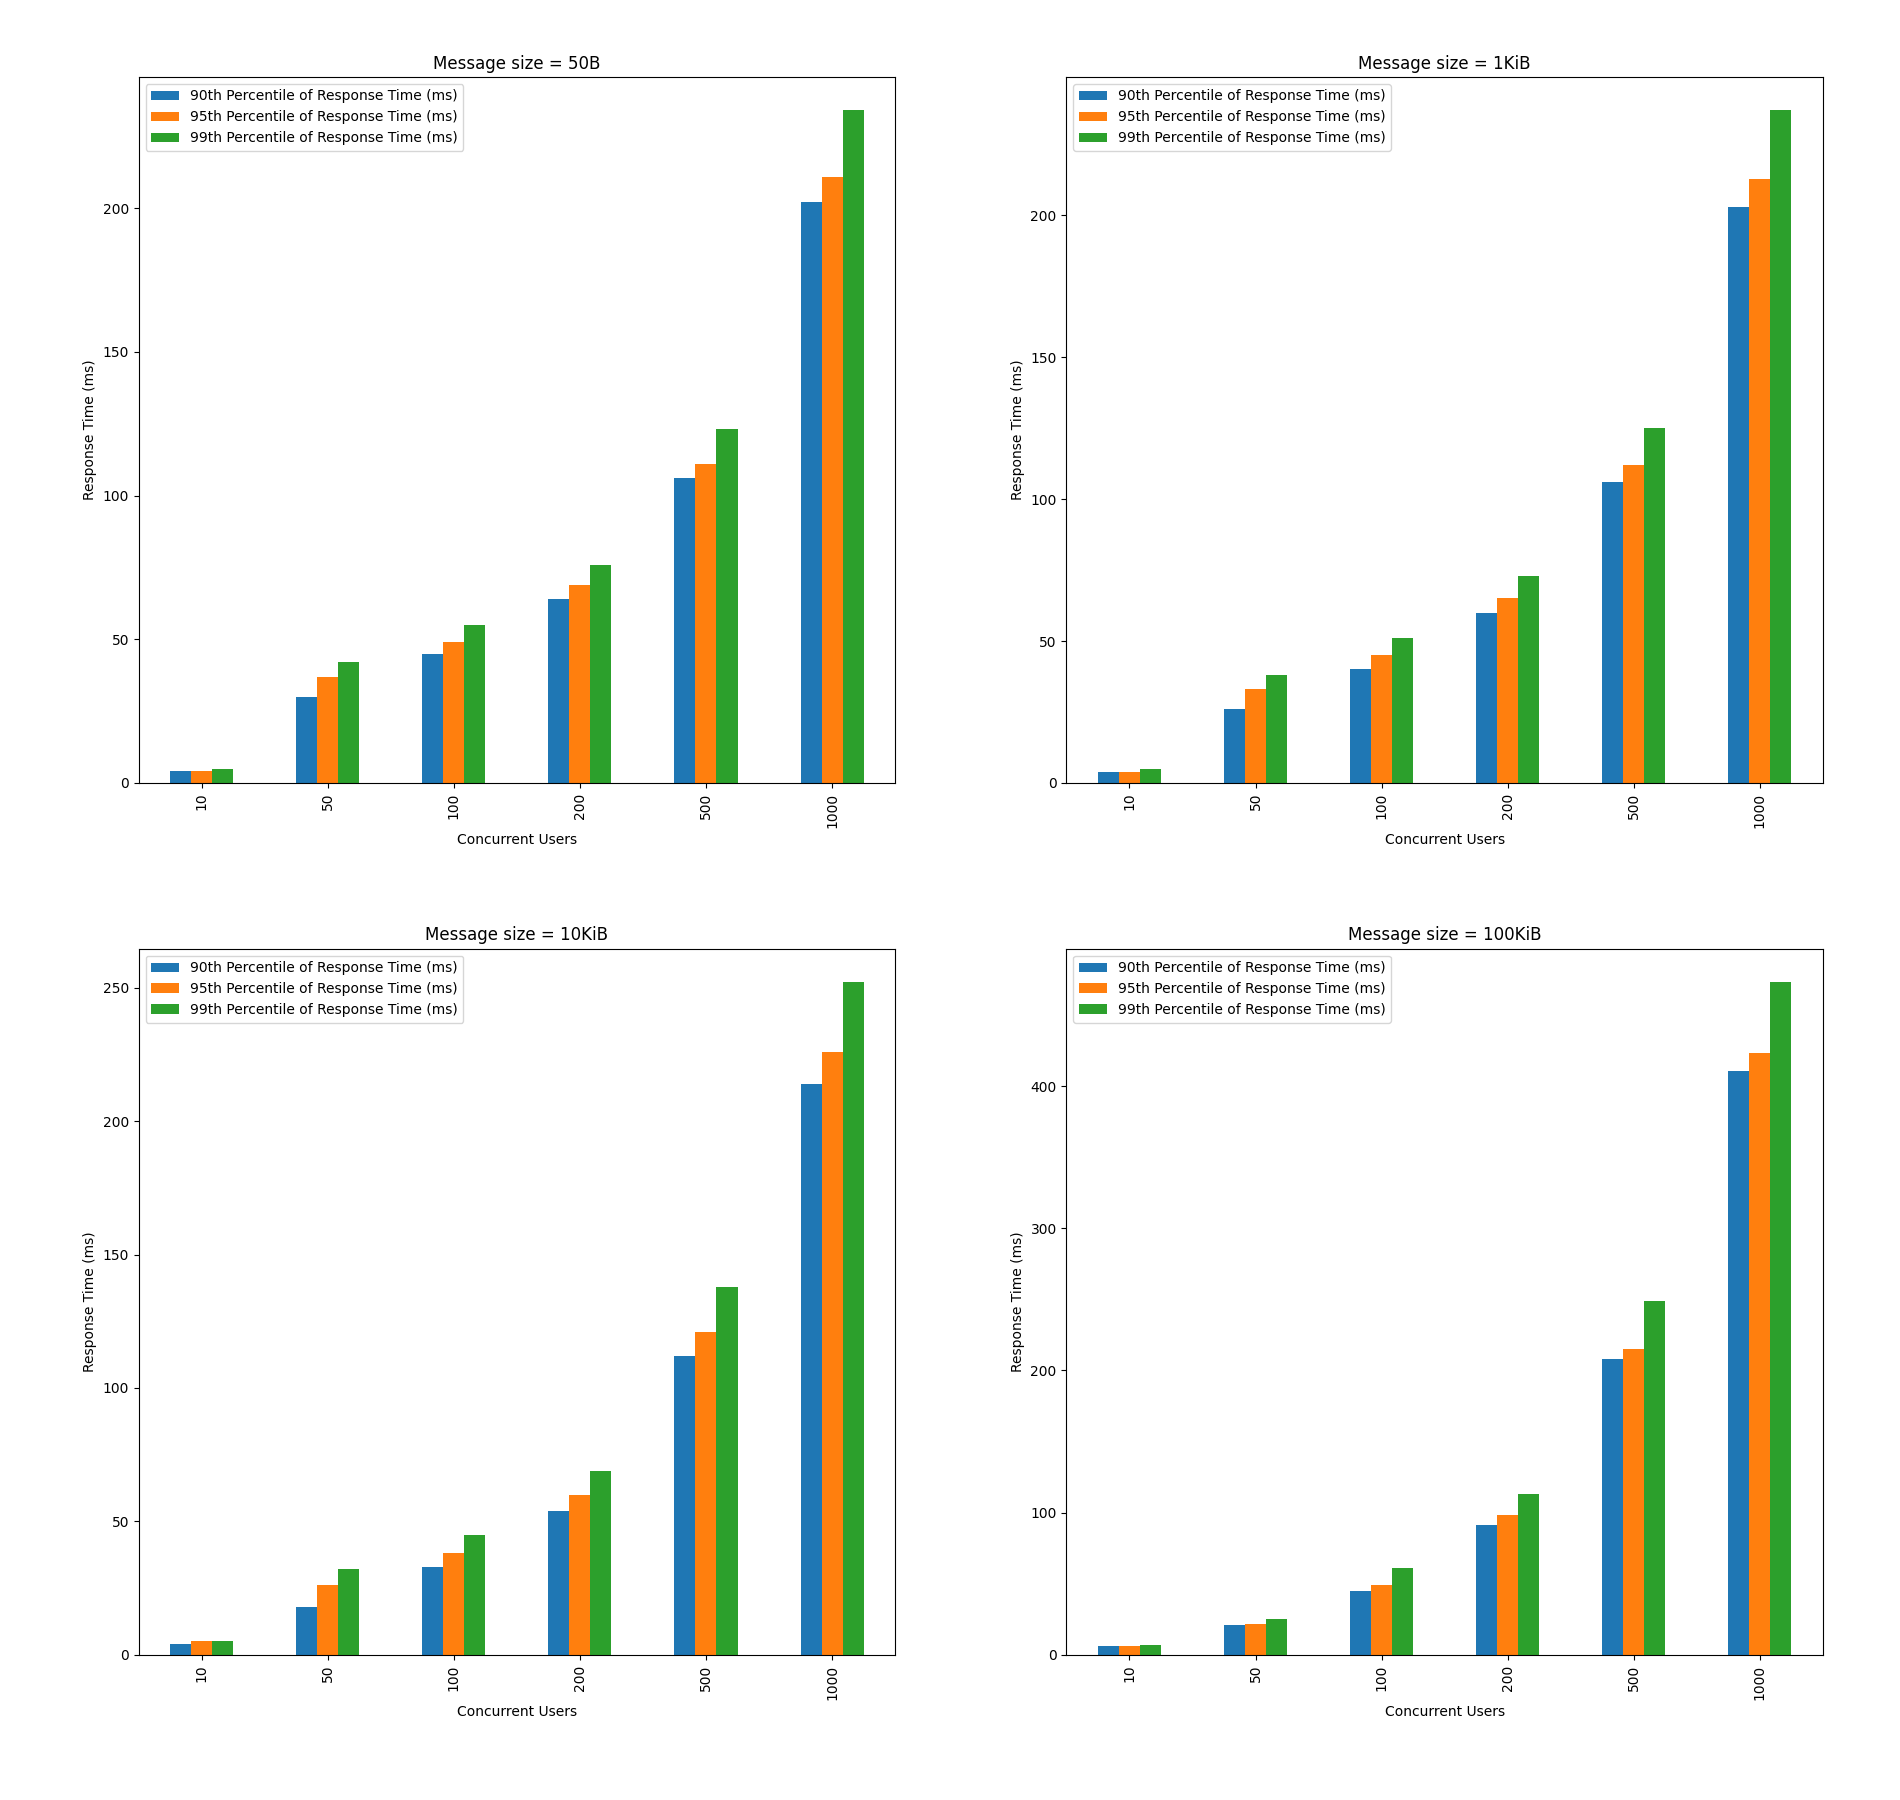 Message size = 50B
90th Percentile of Response Time (ms)
95th Percentile of Response Time (ms)
99th Percentile of Response Time (ms)
Response Time (ms)
200
150
100
50
0
10 50 100 200 500 1000
Concurrent Users
Message size = 1KiB
90th Percentile of Response Time (ms)
95th Percentile of Response Time (ms)
99th Percentile of Response Time (ms)
Response Time (ms)
200
150
100
50
0
10 50 100 200 500 1000
Concurrent Users
Message size = 10KiB
90th Percentile of Response Time (ms)
95th Percentile of Response Time (ms)
99th Percentile of Response Time (ms)
Response Time (ms)
250
200
150
100
50
0
10 50 100 200 500 1000
Concurrent Users
Message size = 100KiB
90th Percentile of Response Time (ms)
95th Percentile of Response Time (ms)
99th Percentile of Response Time (ms)
Response Time (ms)
400
300
200
100
0
10 50 100 200 500 1000
Concurrent Users